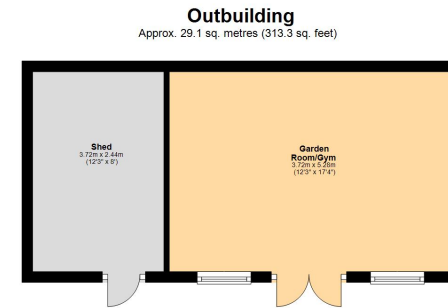 Outbuilding
Approx. 29.1 sq. metres (313.3 sq. feet)
Shed
3.72m x 2.44m
(12'3" x 8')
Garden
Room/Gym
3.72m x 5.28m
(12'3" x 17'4")